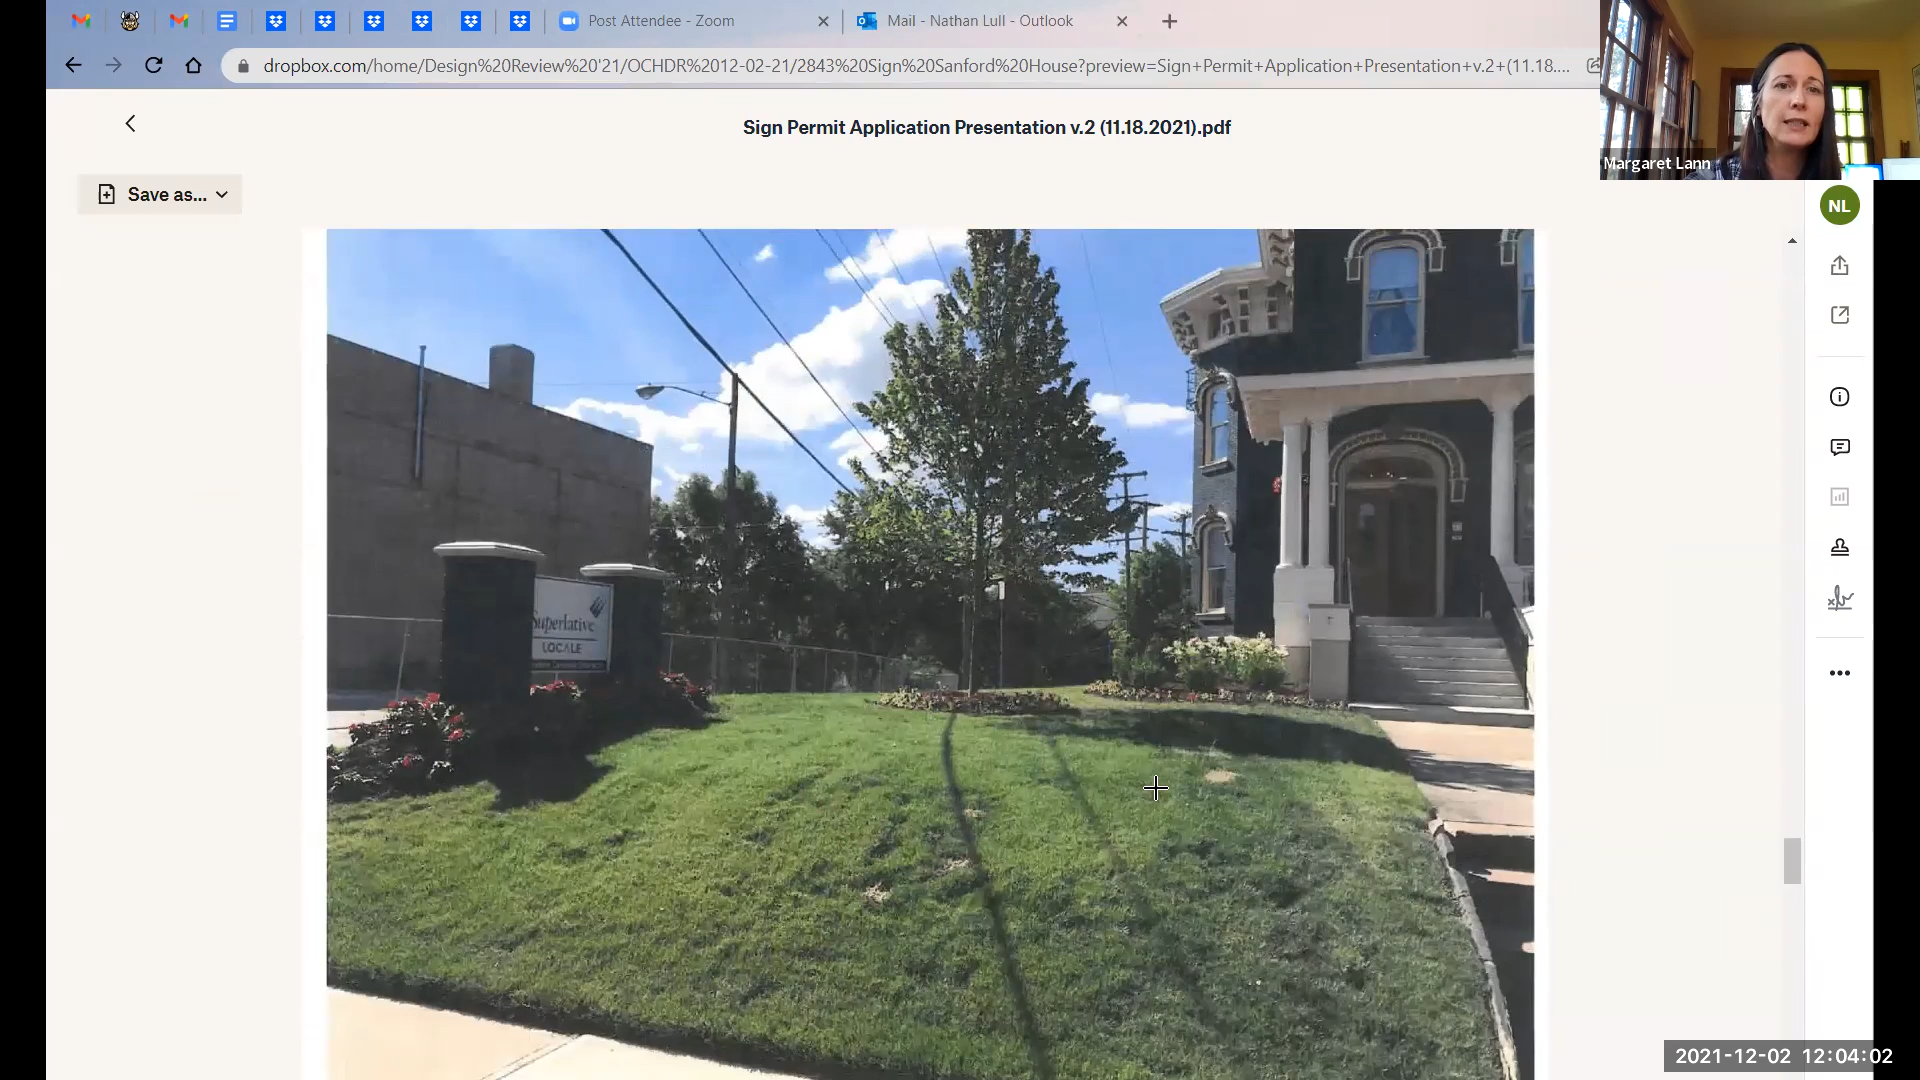 Post Attendee - Zoom
Mail - Nathan Lull - Outlook
dropbox.com/home/Design%20Review%20'21/OCHDR%2012-02-21/2843%20Sign%20Sanford%20House?preview=Sign+Permit+Application+Presentation+v.2+(11.18....
Margaret Lann
Sign Permit Application Presentation v.2 (11.18.2021).pdf
Save as...
NL
Superlative
LOCALE
2021-12-02 12:04:02